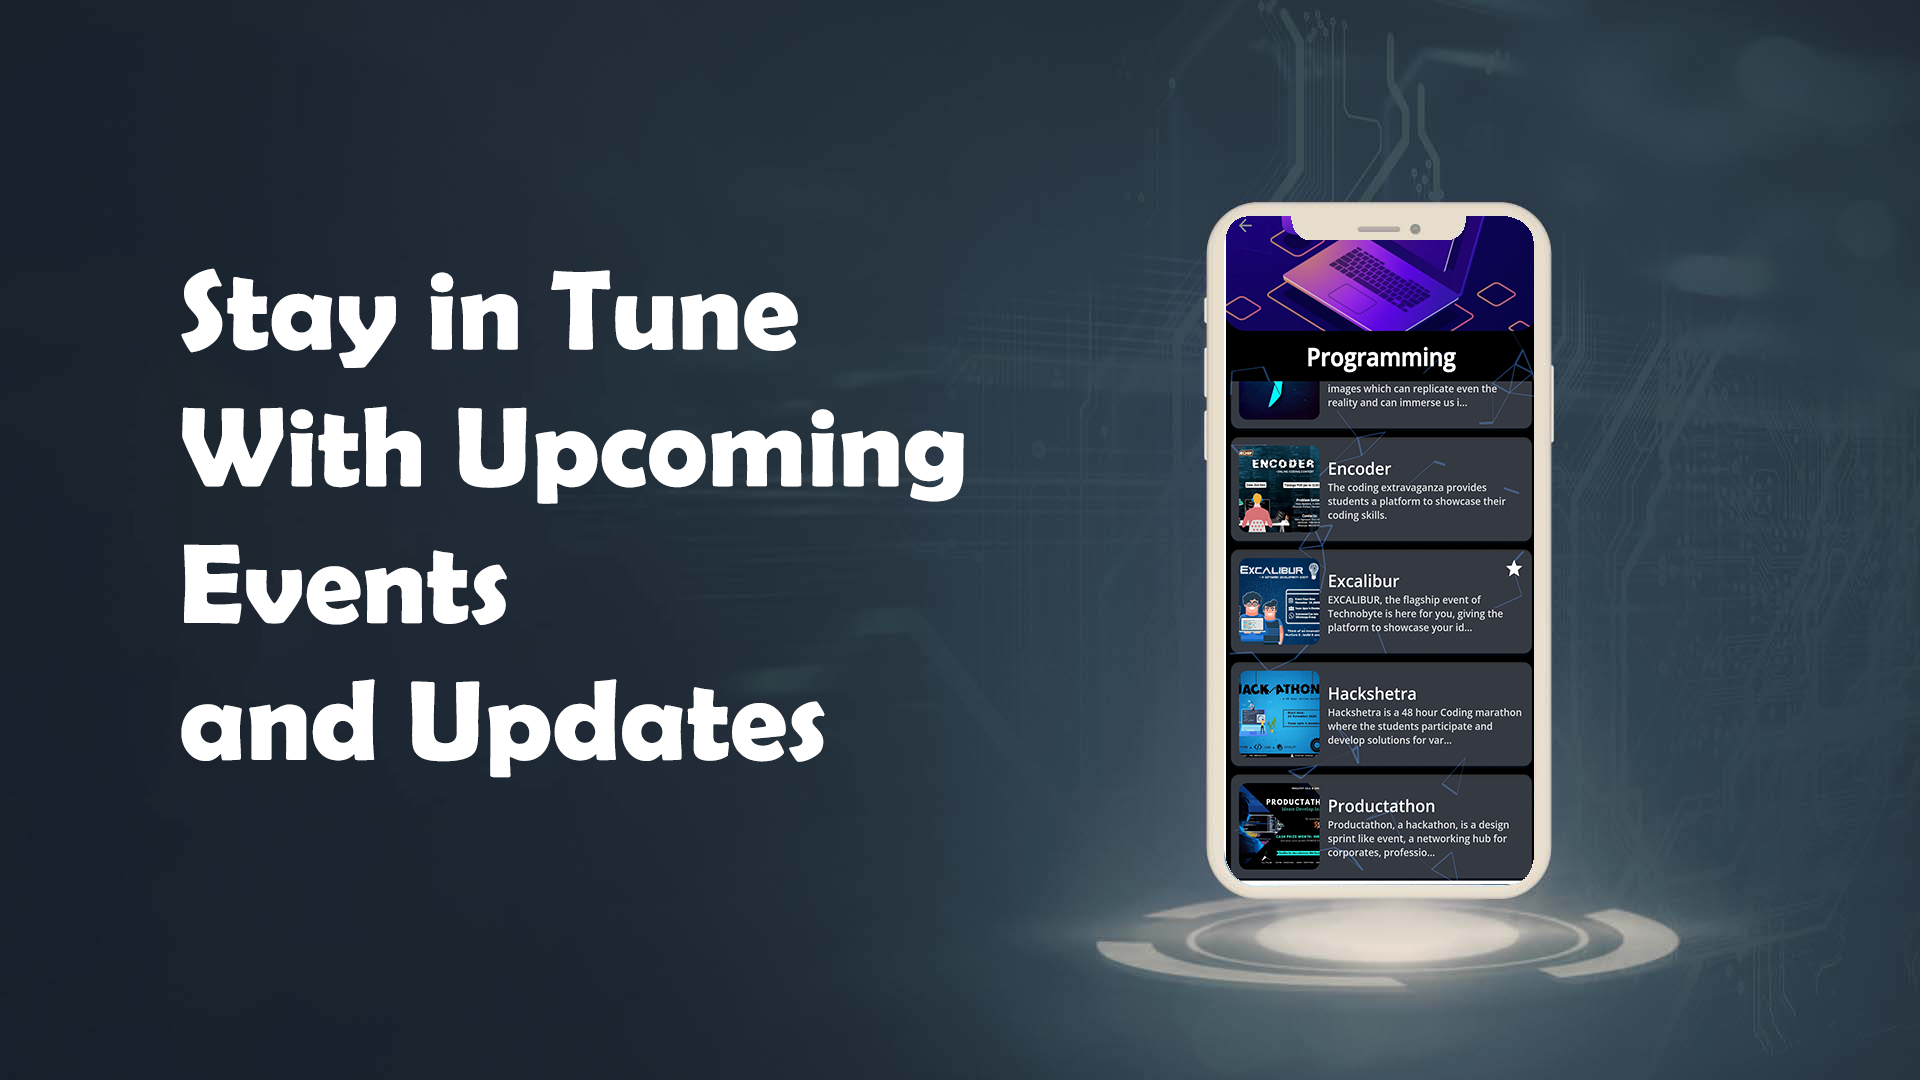 Stay in Tune
With Upcoming
Events
and Updates
Programming
images which can replicate even the
reality and can immerse us i...
ENCODER
Encoder
The coding extravaganza provides
students a platform to showcase their
coding skills.
EXCALIBUR
Excalibur
EXCALIBUR, the flagship event of
Technobyte is here for you, giving the
platform to showcase your id...
Hackshetra
Hackshetra is a 48 hour Coding marathon
where the students participate and
develop solutions for var...
PRODUCTATH
Productathon
Productathon, a hackathon, is a design
sprint like event, a networking hub for
corporates, professio...